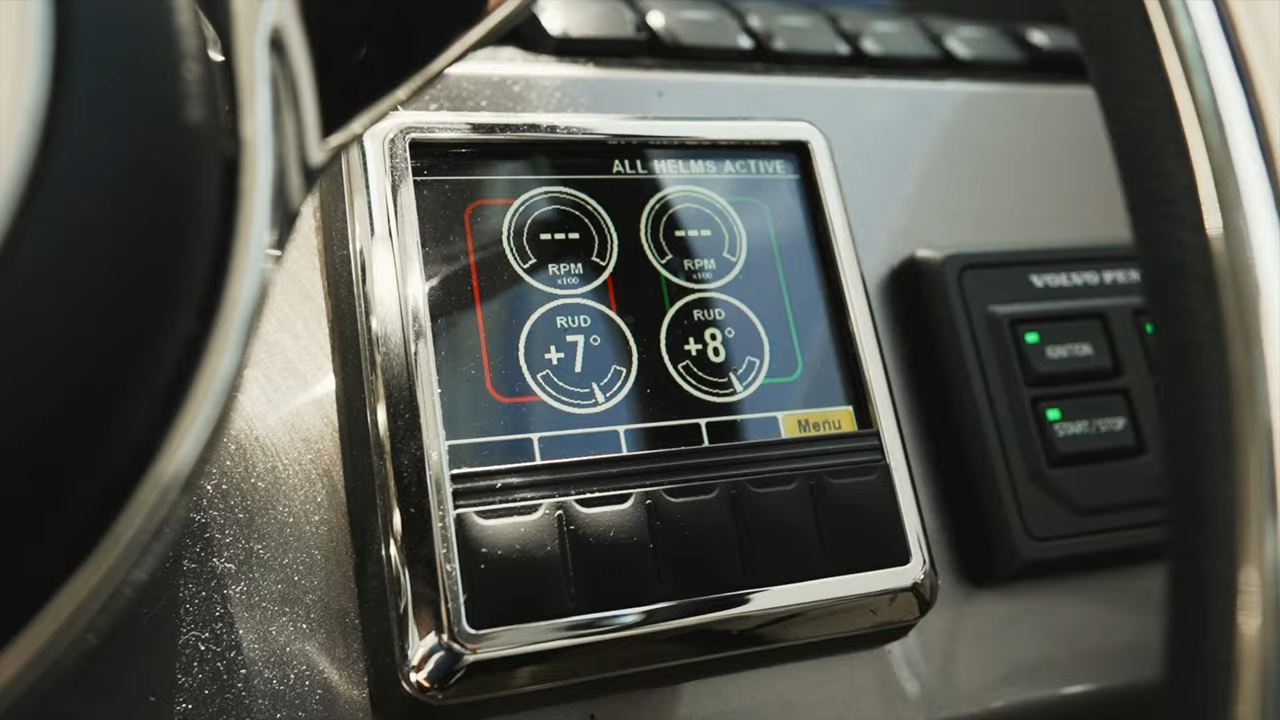 ALL HELMS ACTIVE
--- ---
RPM RPM
x100 x100
RUD RUD
+7° +8°
Menu
VOLVO PEN
IGNITION
START/STOP